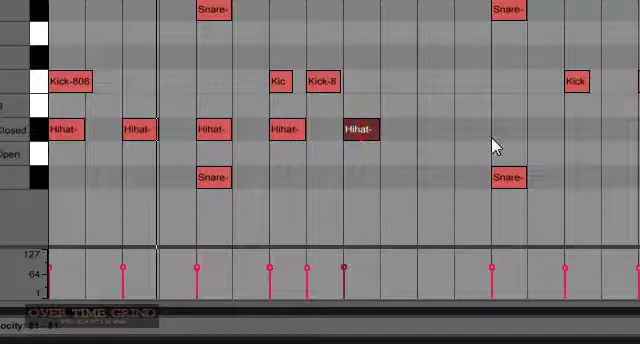 Snare- Snare-
Kick-808 Kic Kick-8 Kick
Closed Hihat- Hihat- Hihat- Hihat- Hihat-
Open
Snare- Snare-
127
64
1
OVER TIME GRIND
PRODUCTIONS
ocity: 81 - 81